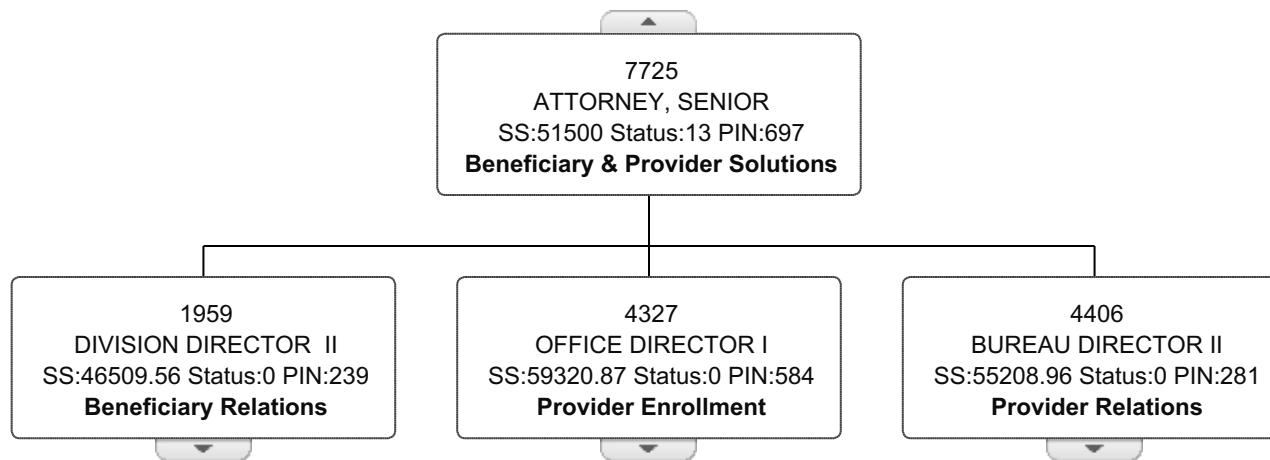 7725
ATTORNEY, SENIOR
SS:51500 Status:13 PIN:697
Beneficiary & Provider Solutions
1959
DIVISION DIRECTOR  II
SS:46509.56 Status:0 PIN:239
Beneficiary Relations
4327
OFFICE DIRECTOR I
SS:59320.87 Status:0 PIN:584
Provider Enrollment
4406
BUREAU DIRECTOR II
SS:55208.96 Status:0 PIN:281
Provider Relations